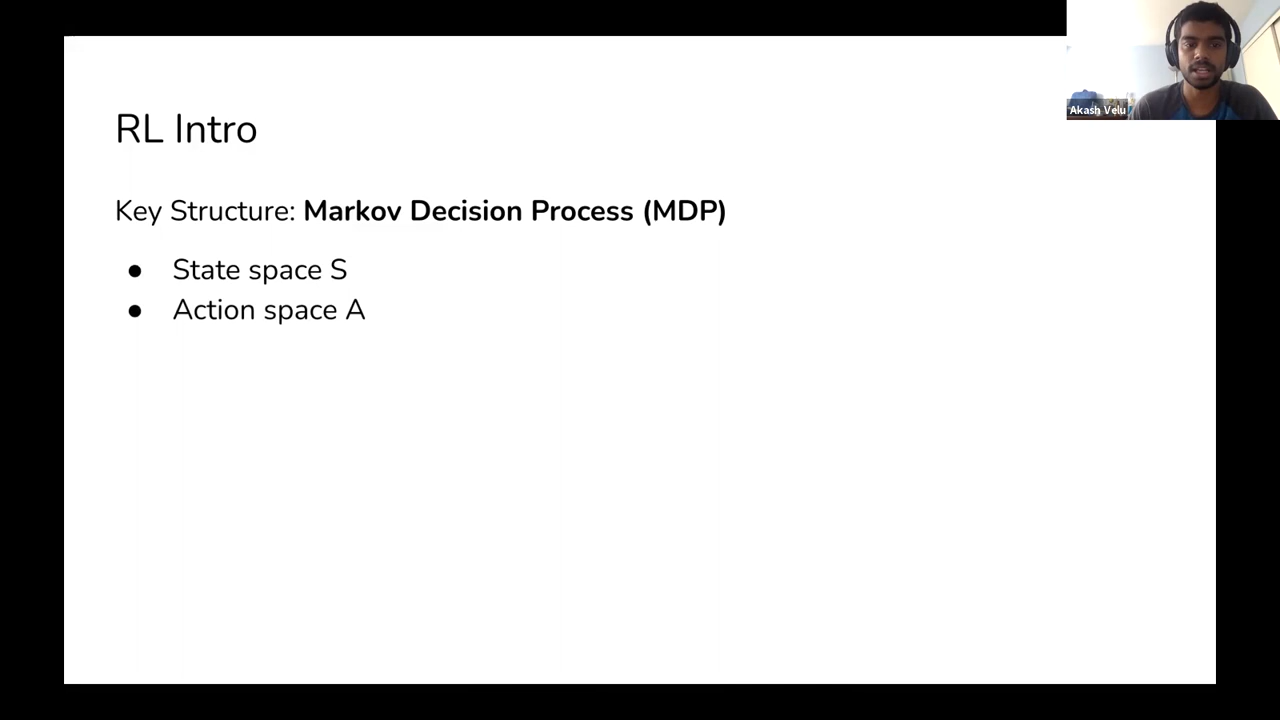 RL Intro
Key Structure: Markov Decision Process (MDP)
● State space S
● Action space A
Akash Velu